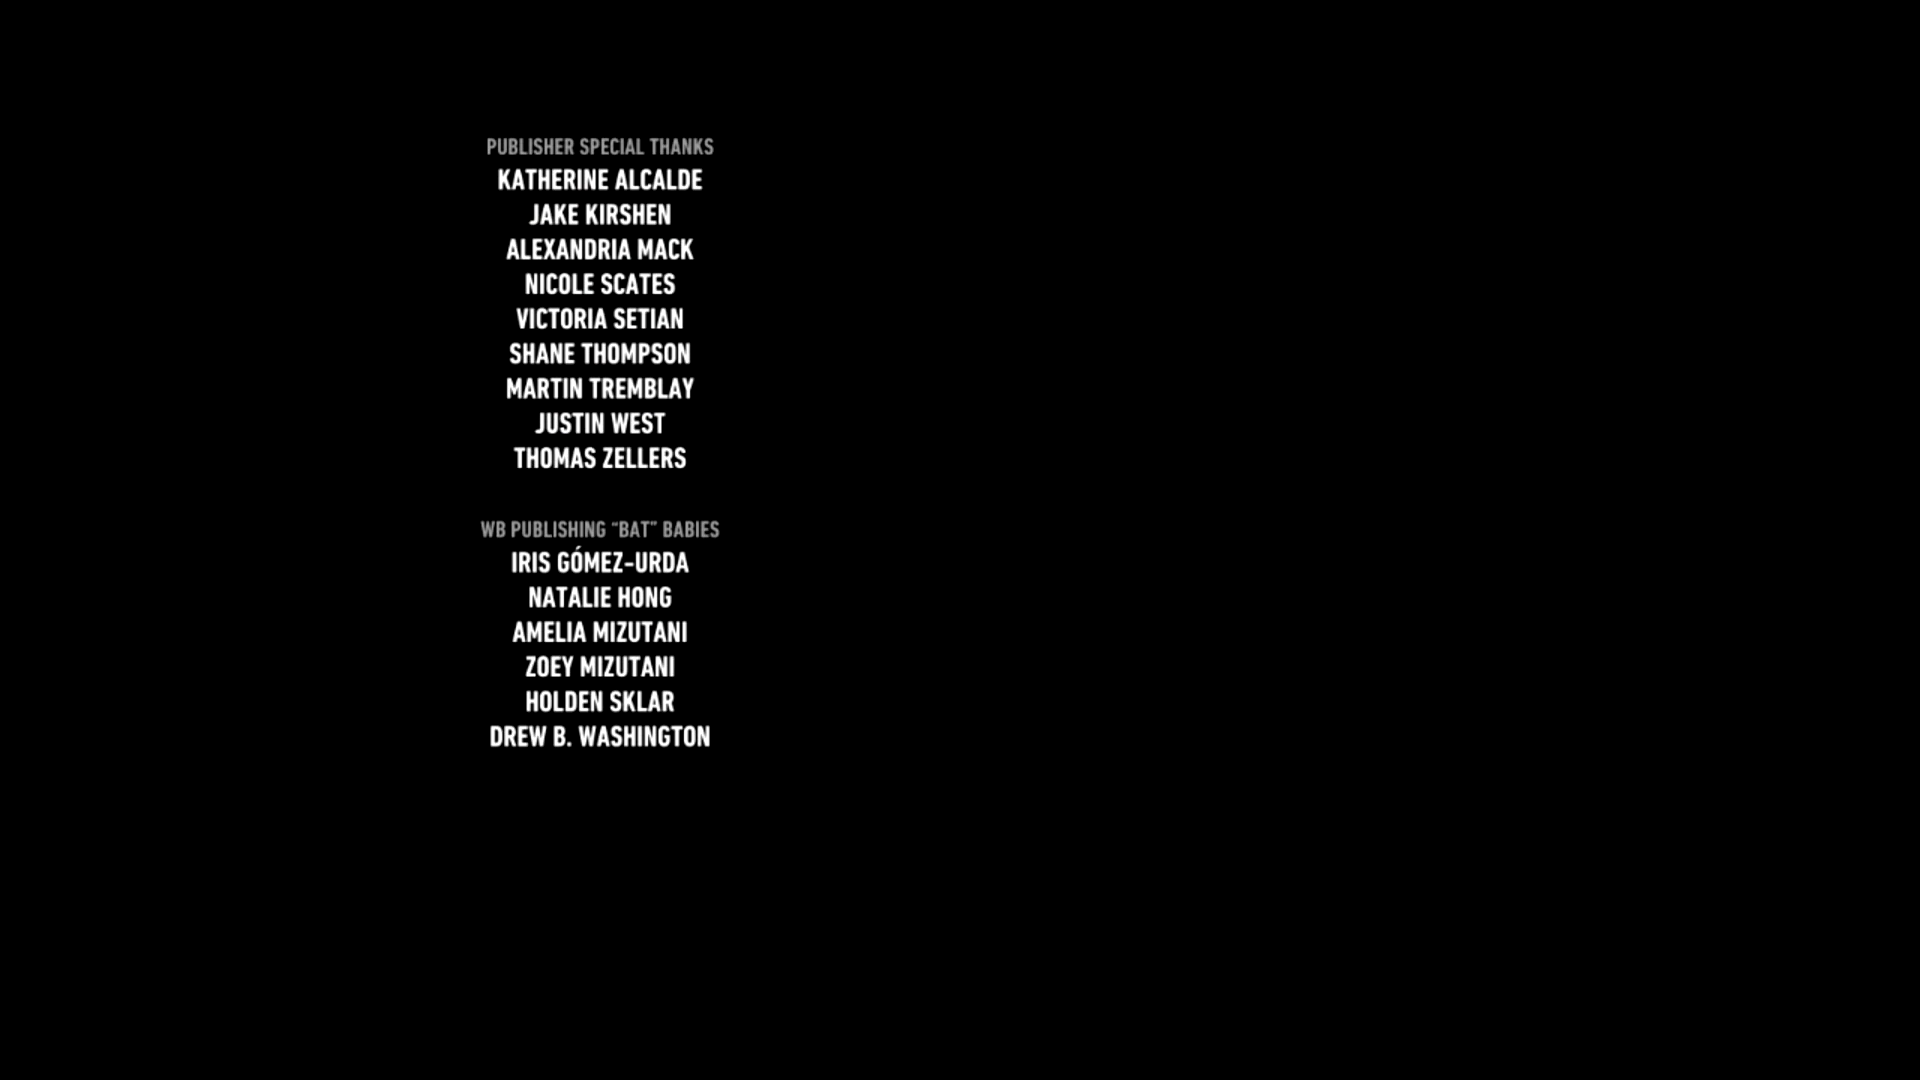 PUBLISHER SPECIAL THANKS
KATHERINE ALCALDE
JAKE KIRSHEN
ALEXANDRIA MACK
NICOLE SCATES
VICTORIA SETIAN
SHANE THOMPSON
MARTIN TREMBLAY
JUSTIN WEST
THOMAS ZELLERS
WB PUBLISHING “BAT” BABIES
IRIS GÓMEZ-URDA
NATALIE HONG
AMELIA MIZUTANI
ZOEY MIZUTANI
HOLDEN SKLAR
DREW B. WASHINGTON